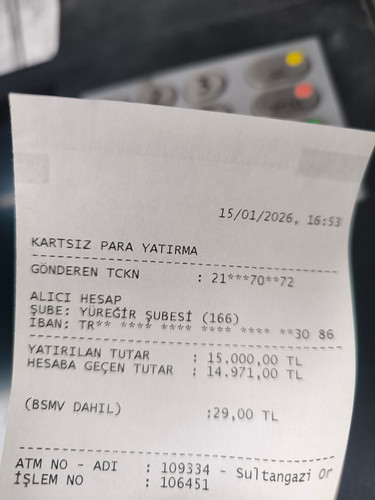 15/01/2026, 16:53
KARTSIZ PARA YATIRMA
GÖNDEREN TCKN : 21***70**72
ALICI HESAP
ŞUBE: YÜREĞİR ŞUBESİ (166)
IBAN: TR** **** **** **** **** **30 86
YATIRILAN TUTAR : 15.000,00 TL
HESABA GEÇEN TUTAR : 14.971,00 TL
(BSMV DAHIL) :29,00 TL
ATM NO - ADI : 109334 - Sultangazi Or
İŞLEM NO : 106451